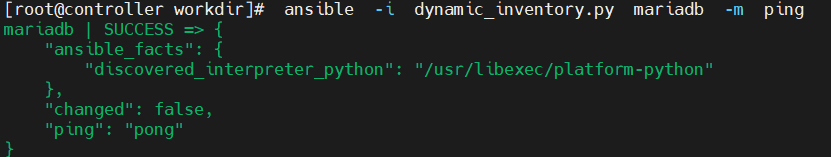 [root@controller workdir]# ansible -i dynamic_inventory.py mariadb -m ping
mariadb | SUCCESS => {
    "ansible_facts": {
        "discovered_interpreter_python": "/usr/libexec/platform-python"
    },
    "changed": false,
    "ping": "pong"
}